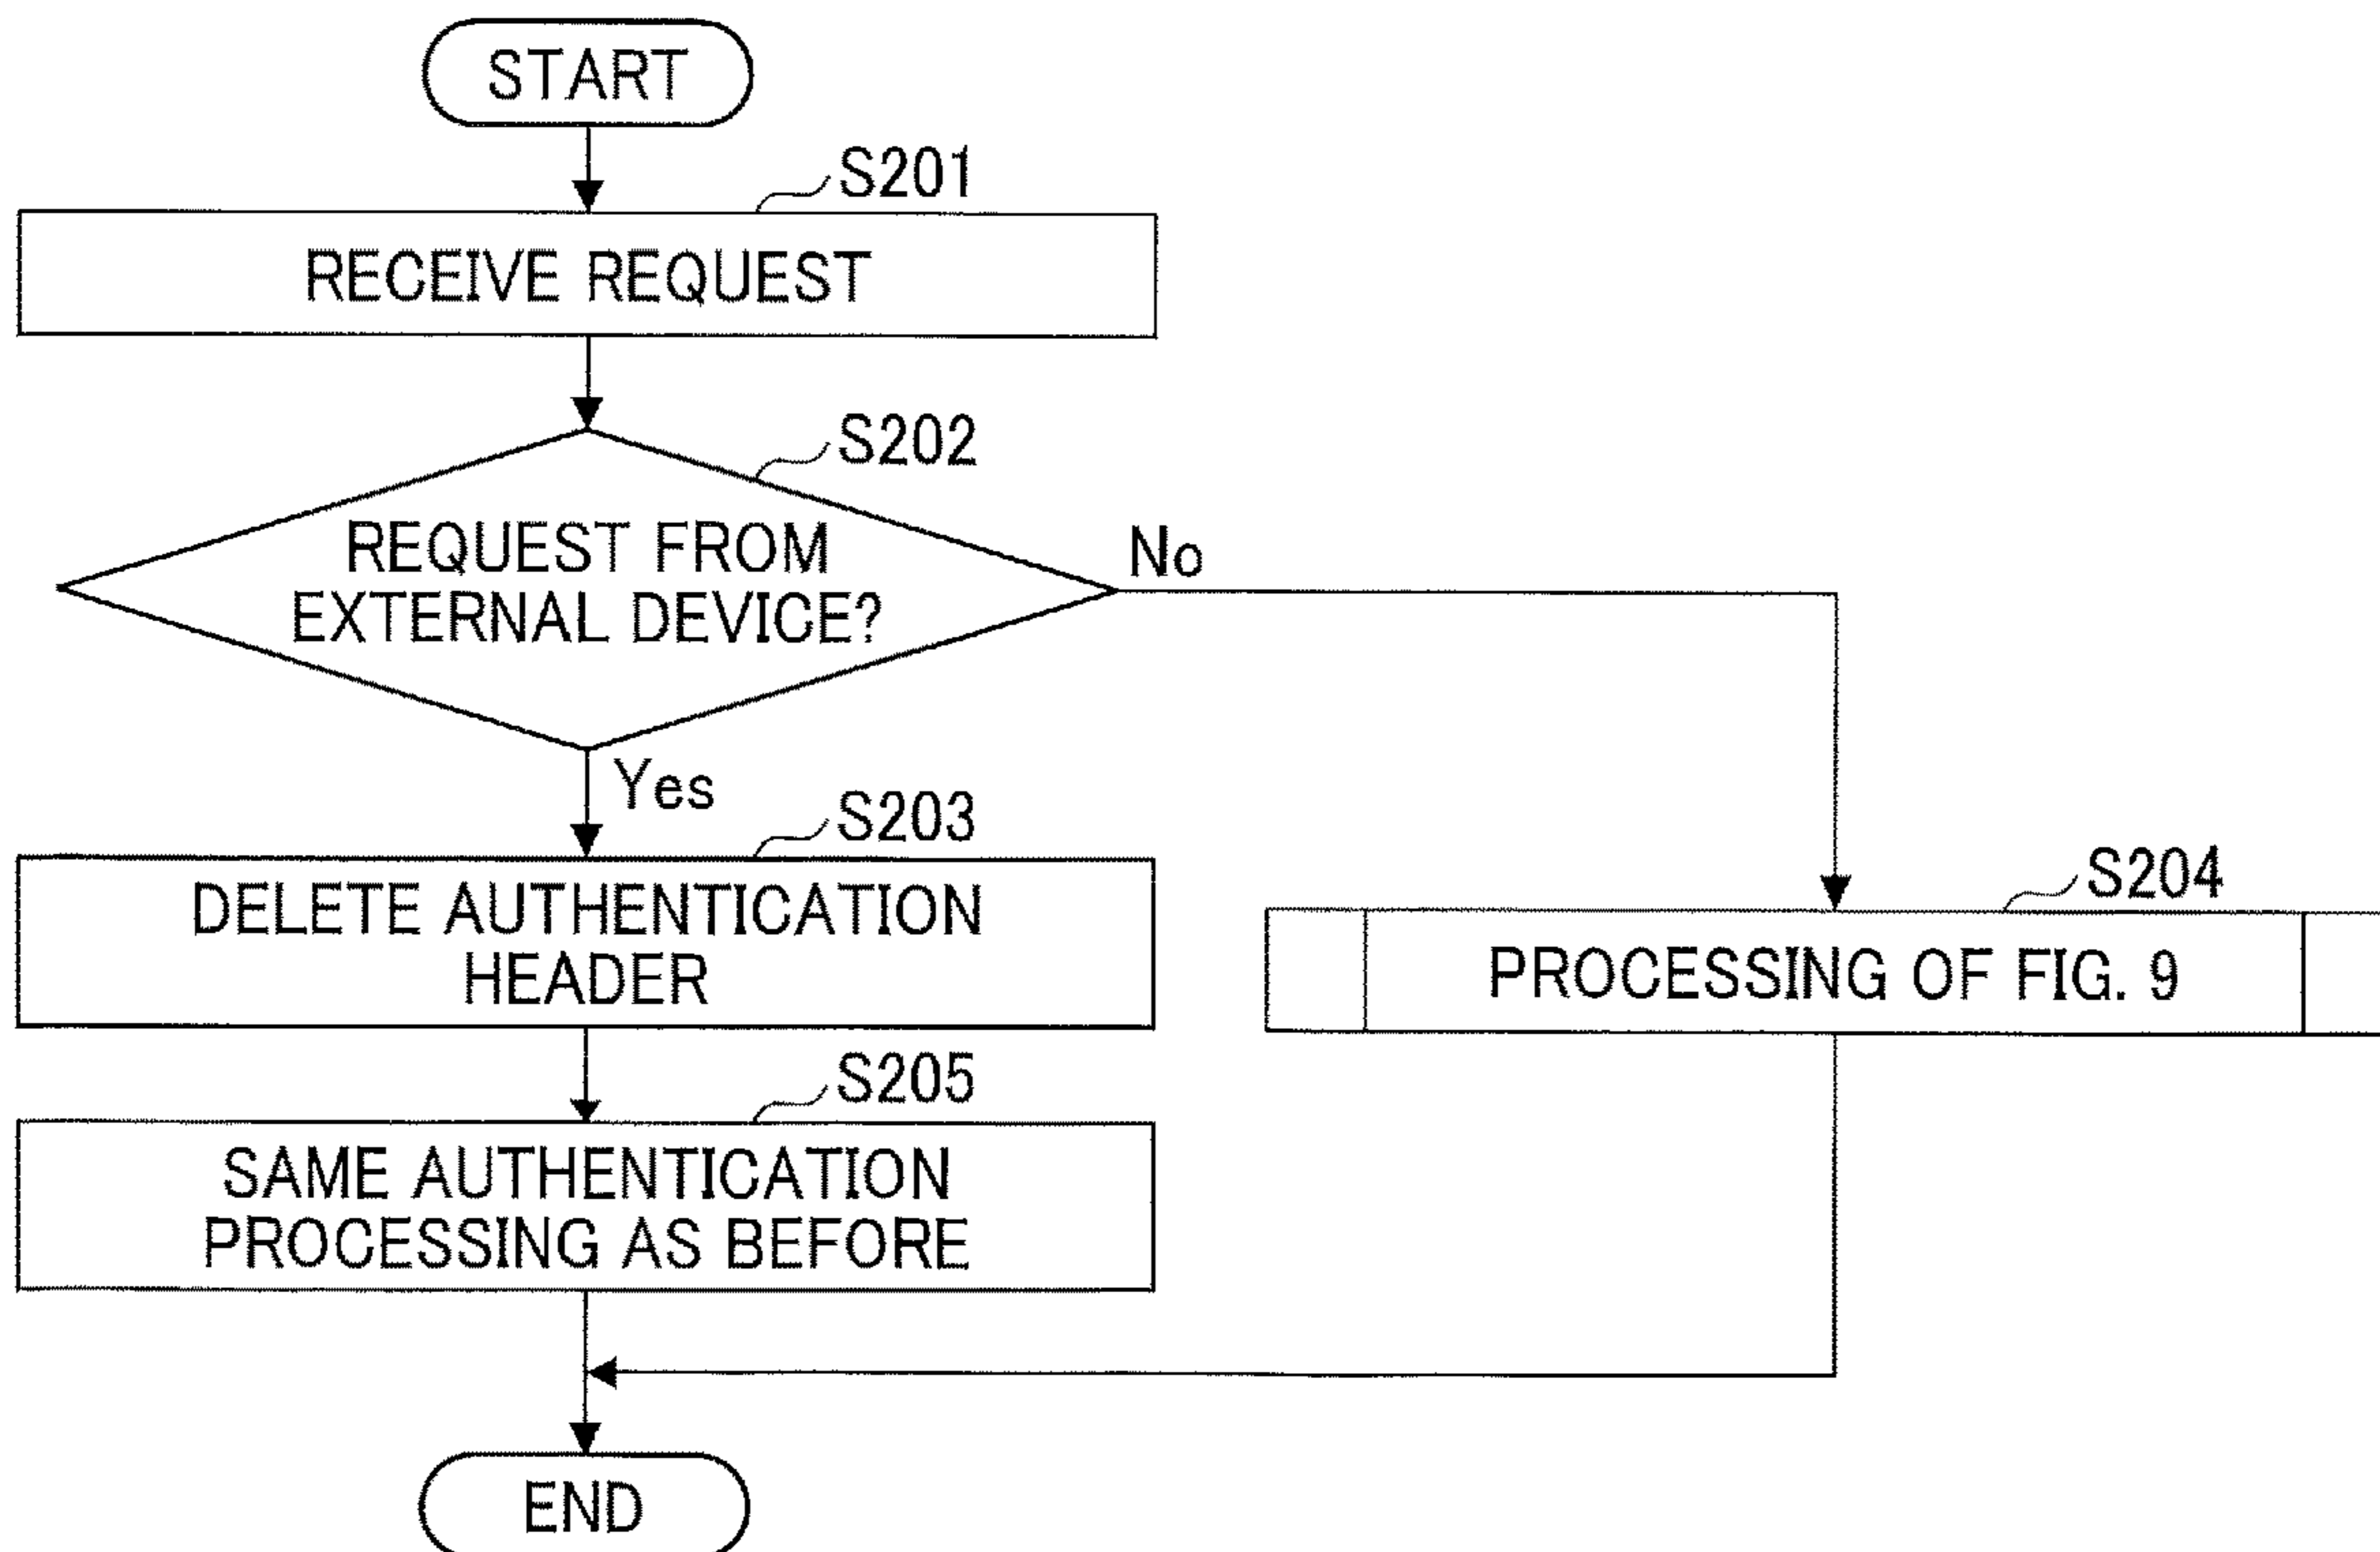 START
S201
RECEIVE REQUEST
S202
REQUEST FROM
EXTERNAL DEVICE?
No
Yes
S203
DELETE AUTHENTICATION
HEADER
S204
PROCESSING OF FIG. 9
S205
SAME AUTHENTICATION
PROCESSING AS BEFORE
END